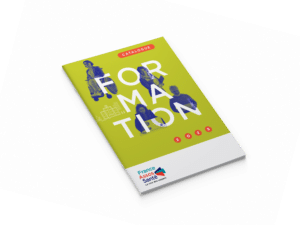 CATALOGUE
FOR
MA
TION
France
Assos
Santé